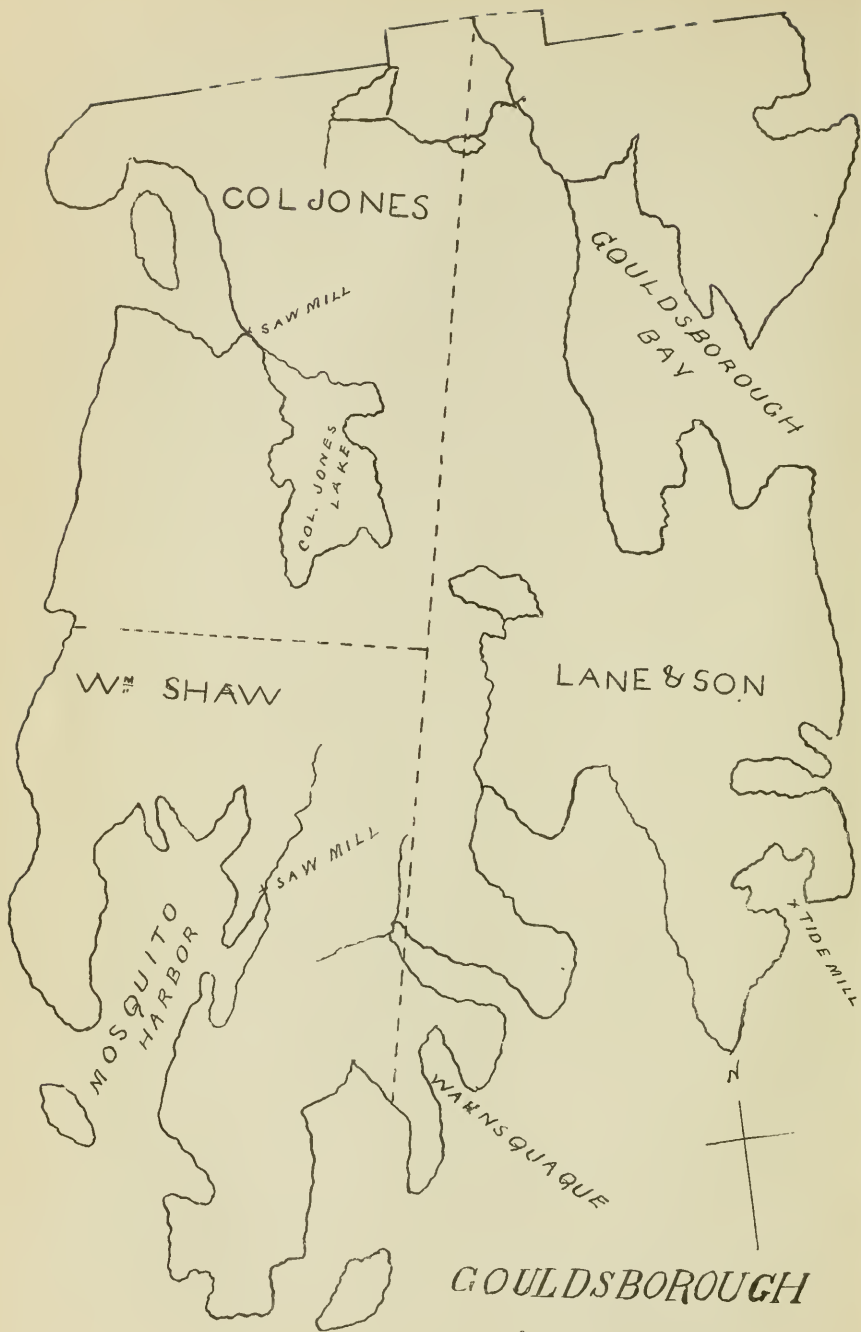 COL JONES
GOULDSBOROUGH
BAY
SAW MILL
COL. JONES
LAKE
Wm SHAW
LANE & SON
SAW MILL
MOSQUITO
HARBOR
TIDE MILL
N
WAHNSQUAQUE
GOULDSBOROUGH